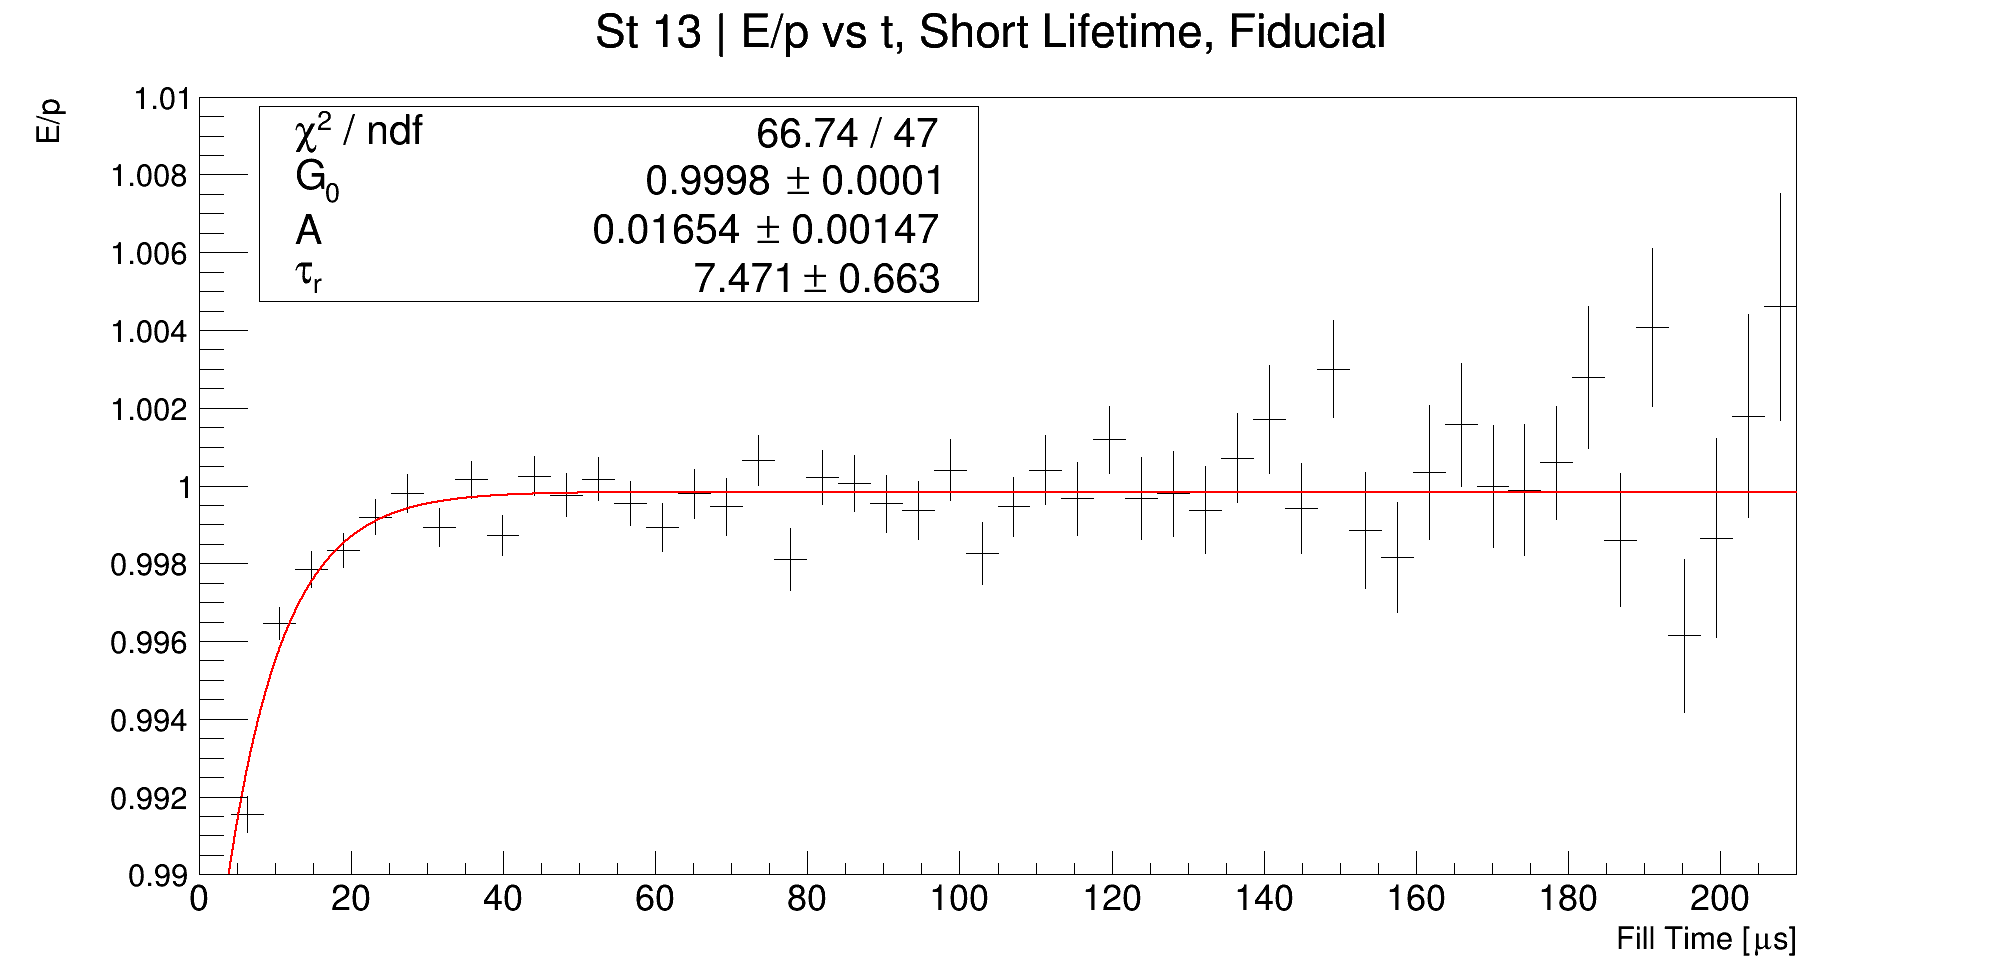 St 13 | E/p vs t, Short Lifetime, Fiducial
E/p
1.01
1.008
1.006
1.004
1.002
1
0.998
0.996
0.994
0.992
0.99
χ² / ndf 66.74 / 47
G₀ 0.9998 ± 0.0001
A 0.01654 ± 0.00147
τᵣ 7.471 ± 0.663
0 20 40 60 80 100 120 140 160 180 200
Fill Time [μs]